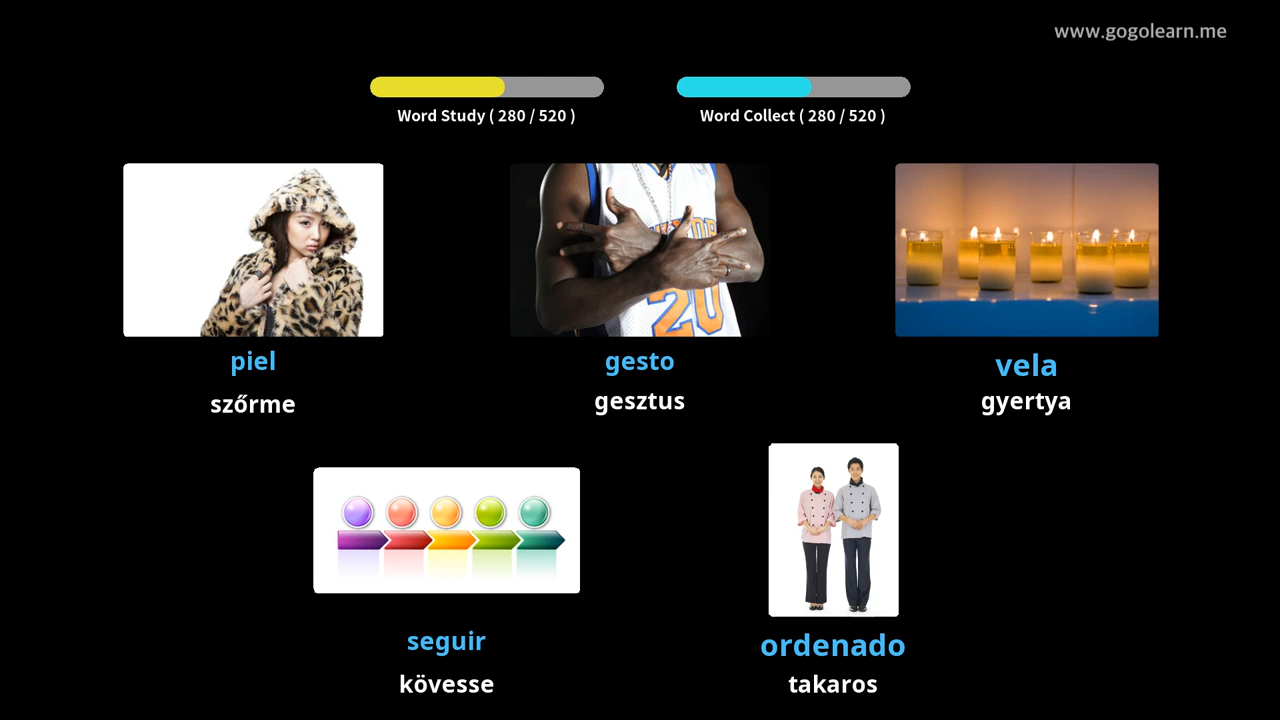 www.gogolearn.me
Word Study ( 280 / 520 )
Word Collect ( 280 / 520 )
20
piel
gesto
vela
szőrme
gesztus
gyertya
seguir
ordenado
kövesse
takaros